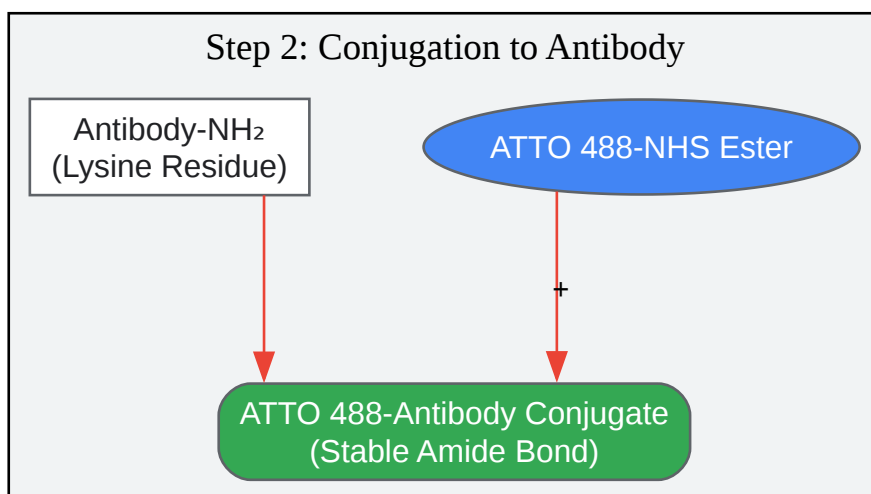 Step 2: Conjugation to Antibody
Antibody-NH₂
(Lysine Residue)
ATTO 488-NHS Ester
+
ATTO 488-Antibody Conjugate
(Stable Amide Bond)